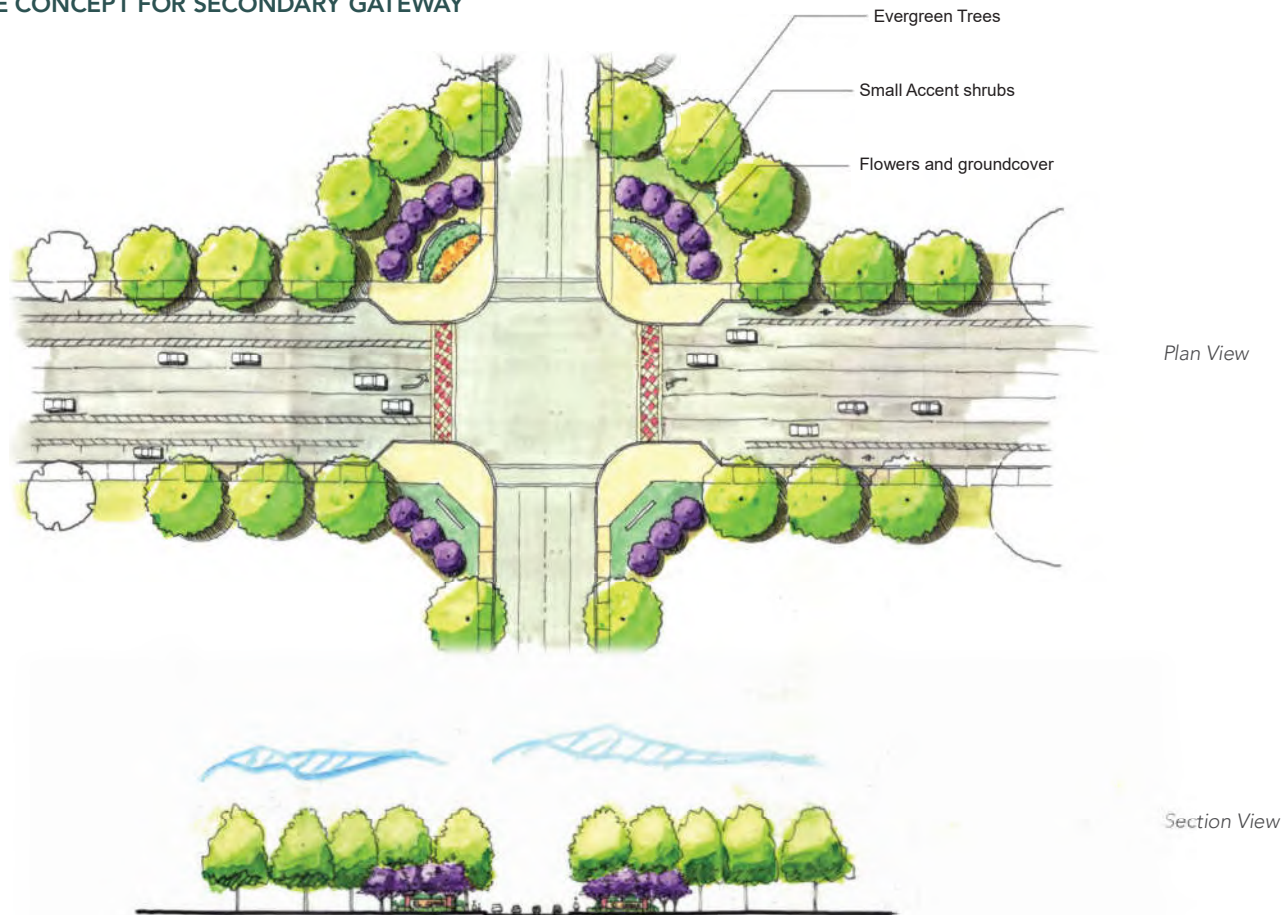 E CONCEPT FOR SECONDARY GATEWAY
Evergreen Trees
Small Accent shrubs
Flowers and groundcover
Plan View
Section View